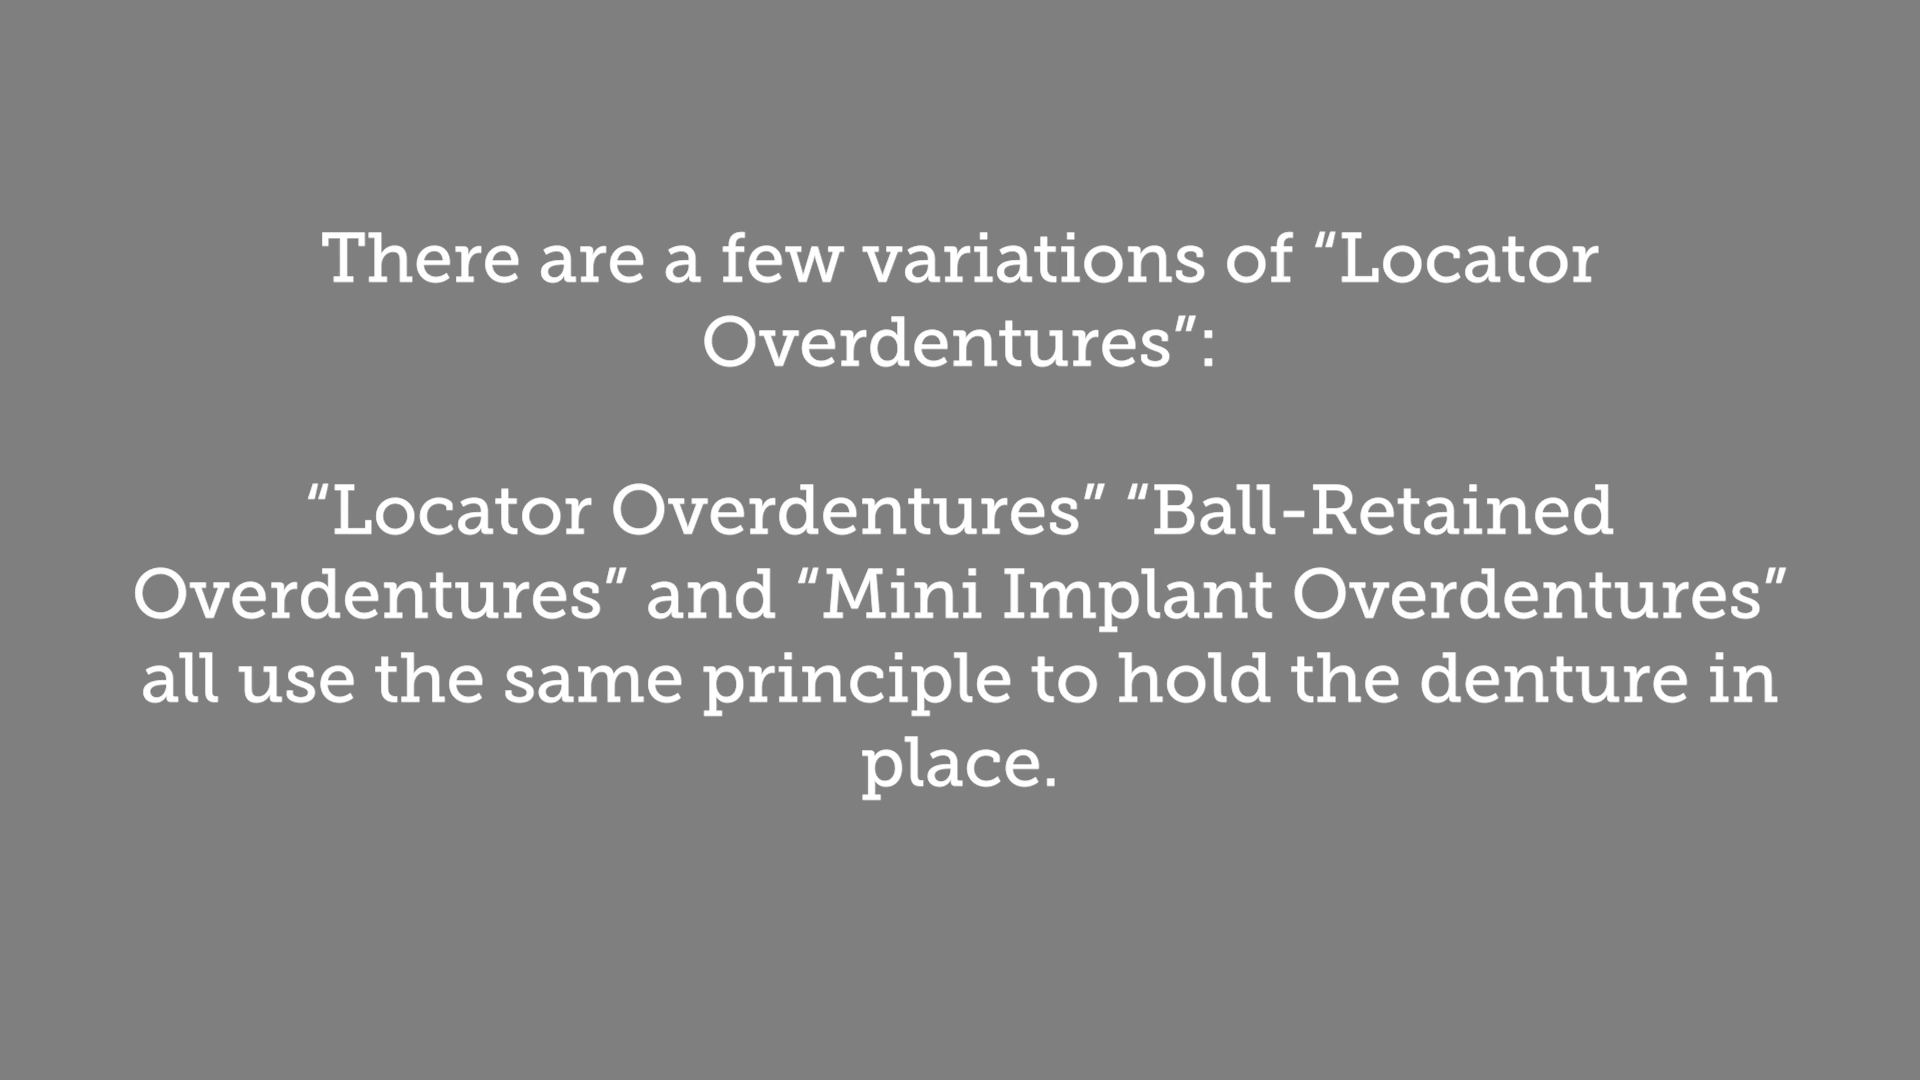 There are a few variations of “Locator
Overdentures”:
“Locator Overdentures” “Ball-Retained
Overdentures” and “Mini Implant Overdentures”
all use the same principle to hold the denture in
place.